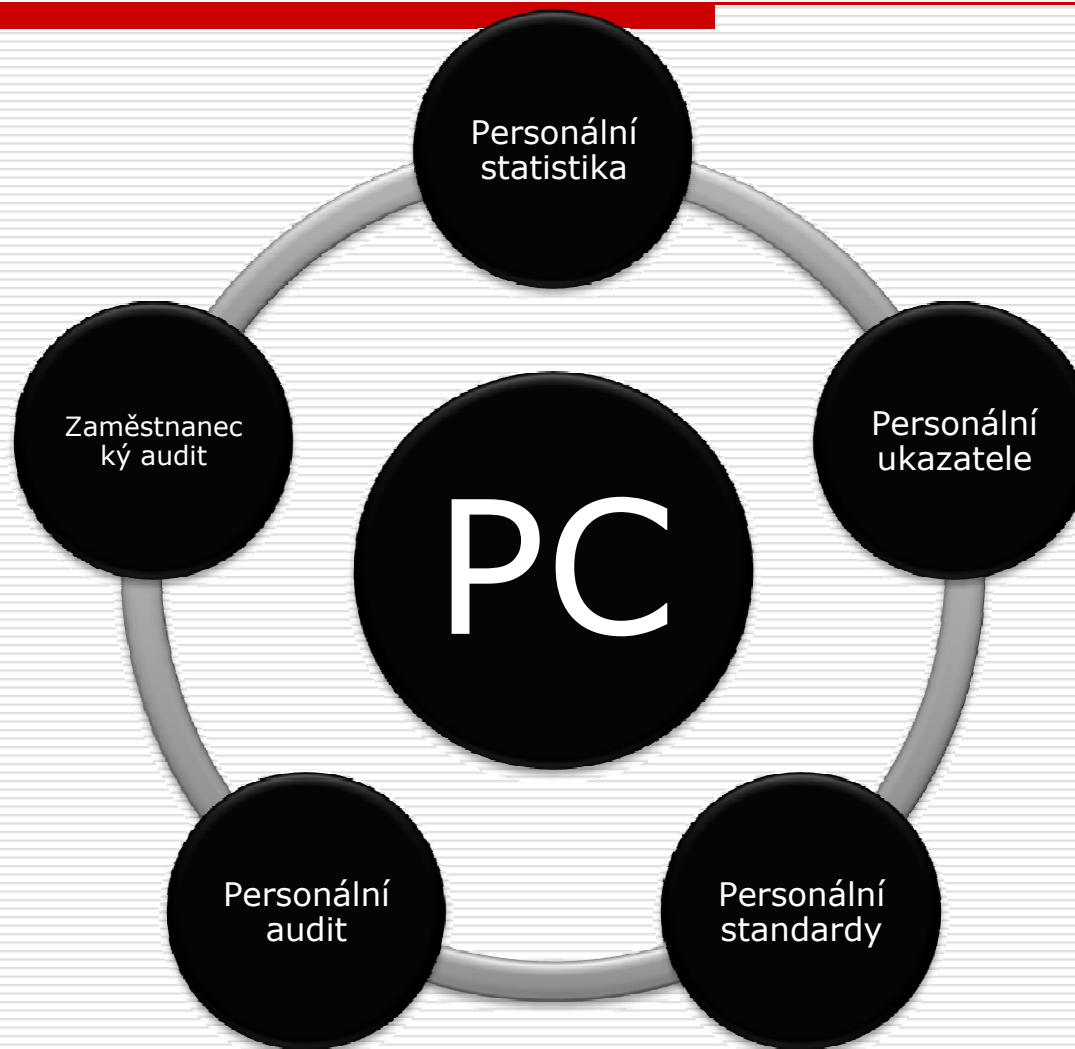 Personální
statistika
Zaměstnanec
ký audit
Personální
ukazatele
PC
Personální
audit
Personální
standardy